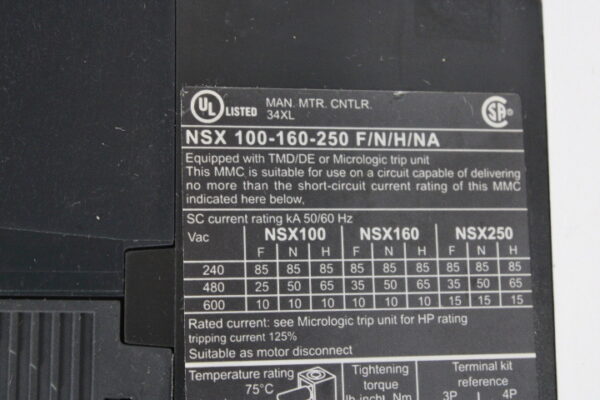 UL LISTED MAN. MTR. CNTLR. SA
34XL
NSX 100-160-250 F/N/H/NA
Equipped with TMD/DE or Micrologic trip unit
This MMC is suitable for use on a circuit capable of delivering
no more than the short-circuit current rating of this MMC
indicated here below,
SC current rating kA 50/60 Hz
Vac NSX100 NSX160 NSX250
F N H F N H F N H
240 85 85 85 85 85 85 85 85 85
480 25 50 65 35 50 65 35 50 65
600 10 10 10 10 10 10 15 15 15
Rated current: see Micrologic trip unit for HP rating
tripping current 125%
Suitable as motor disconnect
Temperature rating Tightening Terminal kit
75°C torque reference
lb-incht. Nm 3P 4P